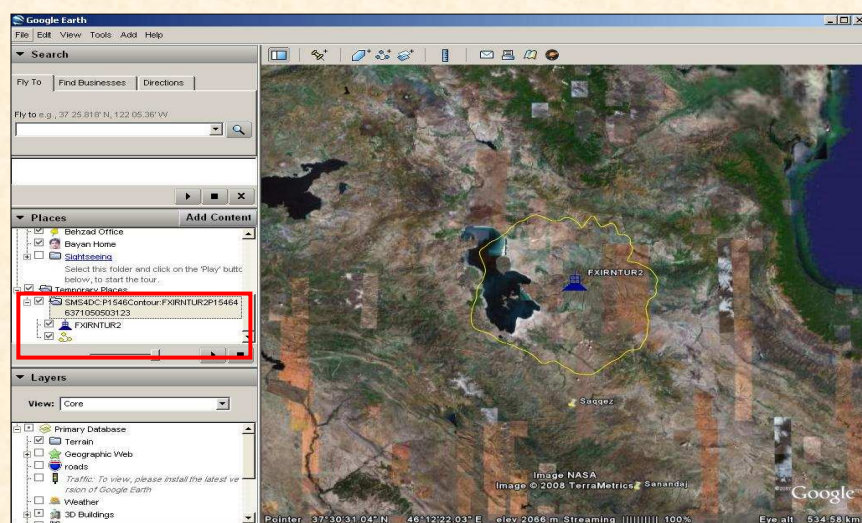 Google Earth
File Edit View Tools Add Help
Search
Fly To Find Businesses Directions
Fly to e.g., 37 25.818' N, 122 05.36' W
Places Add Content
Behzad Office
Bayan Home
Sightseeing
Select this folder and click on the 'Play' butto
below, to start the tour.
Temporary Places
SMS4DC:P1546Contour:FXIRNTUR2P15464
6371050503123
FXIRNTUR2
Layers
View: Core
Primary Database
Terrain
Geographic Web
roads
Traffic: To view, please install the latest ve
rsion of Google Earth
Weather
3D Buildings
FXIRNTUR2
Saqqez
Sanandaj
Image NASA
Image © 2008 TerraMetrics
Google
Pointer 37°30'31.04" N 46°12'22.03" E elev 2066 m Streaming |||||||||| 100% Eye alt 534.58 km